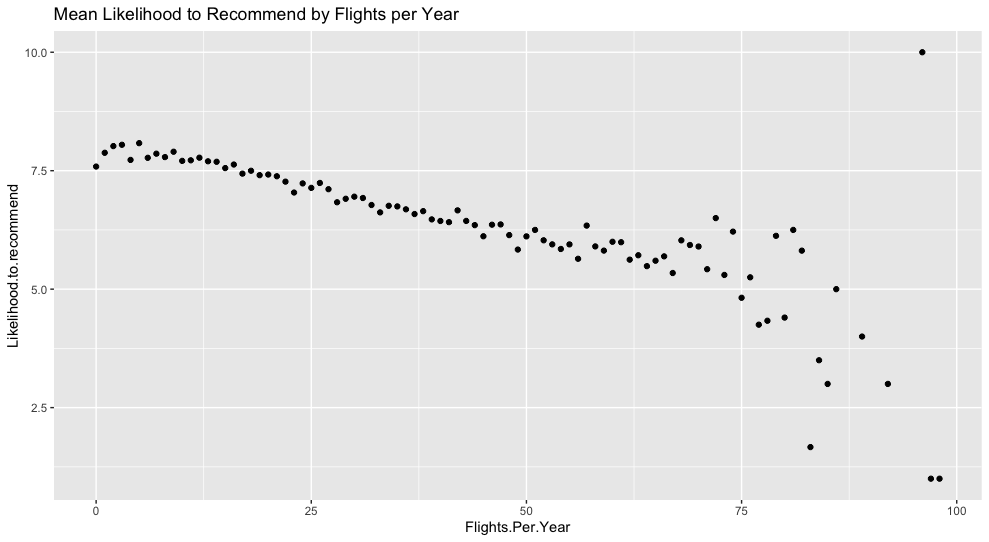 Mean Likelihood to Recommend by Flights per Year
Likelihood.to.recommend
10.0
7.5
5.0
2.5
0 25 50 75 100
Flights.Per.Year